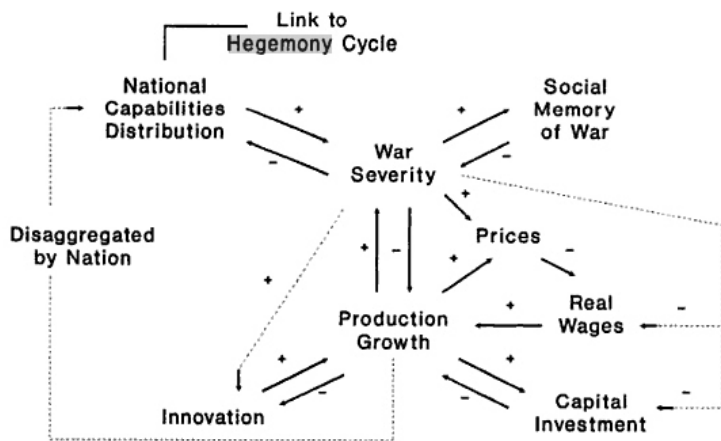 Link to
Hegemony Cycle
National
Capabilities
Distribution
+
-
+
-
Social
Memory
of War
War
Severity
+
Disaggregated
by Nation
Prices
+
+
-
+
-
Real
Wages
-
+
Production
Growth
+
-
+
-
Innovation
Capital
Investment
-